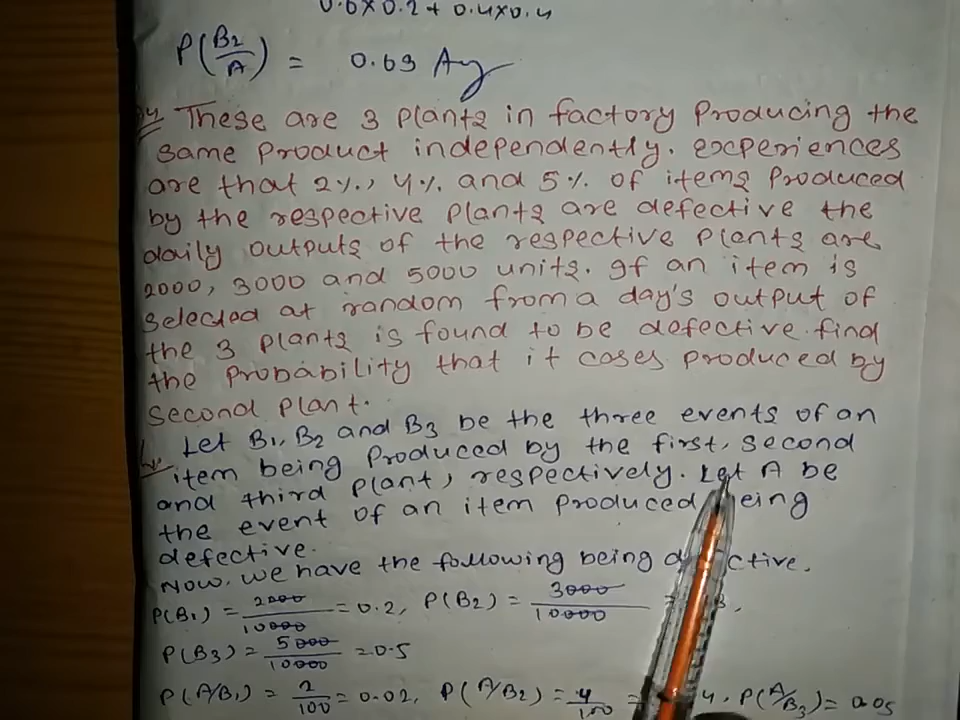 0.6×0.2+0.4×0.4
P(B2/A) = 0.69
These are 3 Plants in factory Producing the
same Product independently. experiences
are that 2%, 4% and 5% of items Produced
by the respective Plants are defective the
daily outputs of the respective Plants are
2000, 3000 and 5000 units. If an item is
Selected at random from a day's output of
the 3 plants is found to be defective. find
the Probability that it coses produced by
second Plant.
Let B1, B2 and B3 be the three events of an
item being Produced by the first, second
and third Plant, respectively. Let A be
the event of an item Produced being
defective.
Now, we have the following being defective.
P(B1) = 2000/10000 = 0.2, P(B2) = 3000/10000 =
P(B3) = 5000/10000 = 0.5
P(A/B1) = 2/100 = 0.02, P(A/B2) = 4/100 = 4, P(A/B3) = 0.05